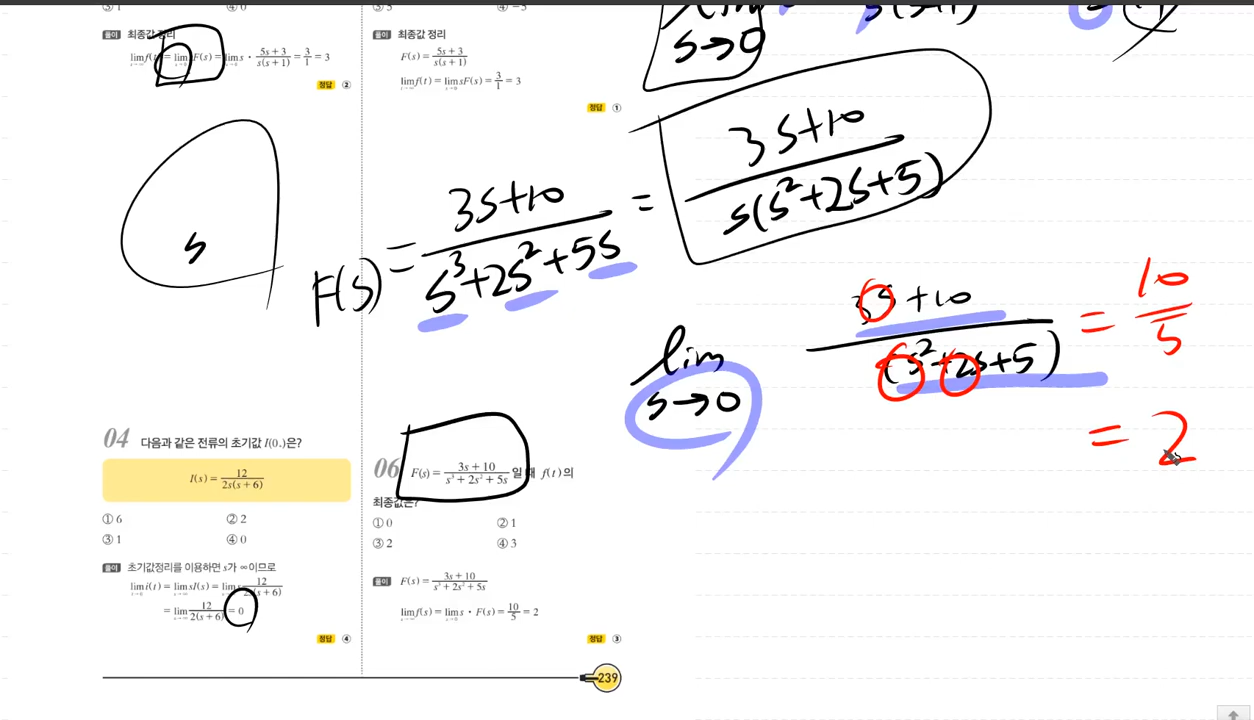 ① 1 ④ 0
풀이 최종값 정리
lim f(t) = lim F(s) = lim s · (5s+3)/(s(s+1)) = 3/1 = 3
정답 ②
③ 3 ④ -5
풀이 최종값 정리
F(s) = (5s+3)/(s(s+1))
lim f(t) = lim sF(s) = 3/1 = 3
정답 ①
04 다음과 같은 전류의 초기값 I(0₊)은?
I(s) = 12/(2s(s+6))
① 6 ② 2
③ 1 ④ 0
풀이 초기값정리를 이용하면 s가 ∞이므로
lim i(t) = lim sI(s) = lim 12/(2(s+6))
= lim 12/(2(s+6)) = 0
정답 ④
06 F(s) = (3s+10)/(s³+2s²+5s) 일 때 f(t)의
최종값은?
① 0 ② 1
③ 2 ④ 3
풀이 F(s) = (3s+10)/(s³+2s²+5s)
lim f(s) = lim s · F(s) = 10/5 = 2
정답 ③
239
s→0
s
F(s) = (3s+10)/(s³+2s²+5s) = (3s+10)/(s(s²+2s+5))
lim s→0 (3s+10)/(s²+2s+5) = 10/5
= 2